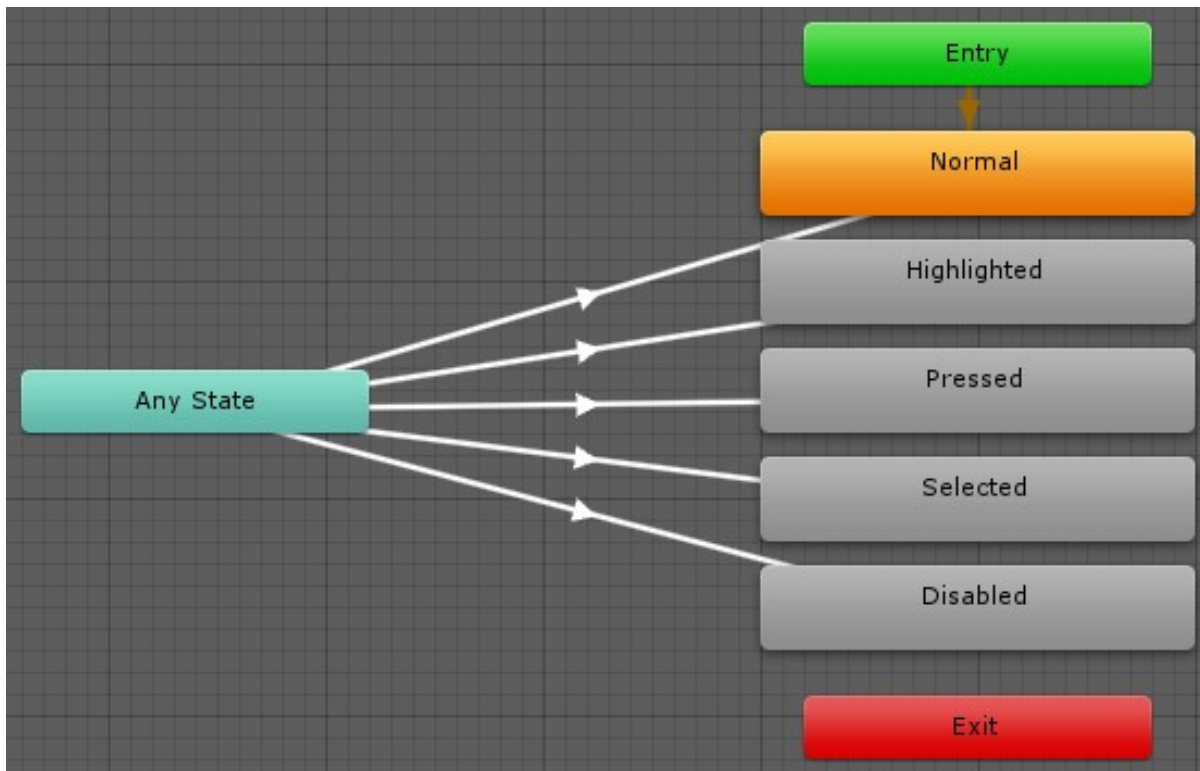 Entry
Normal
Highlighted
Pressed
Any State
Selected
Disabled
Exit